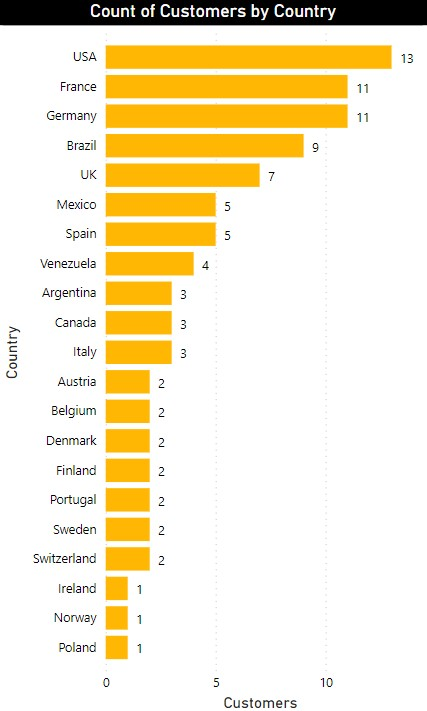 Count of Customers by Country
USA 13
France 11
Germany 11
Brazil 9
UK 7
Mexico 5
Spain 5
Venezuela 4
Argentina 3
Canada 3
Italy 3
Austria 2
Belgium 2
Denmark 2
Finland 2
Portugal 2
Sweden 2
Switzerland 2
Ireland 1
Norway 1
Poland 1
Country
0 5 10
Customers